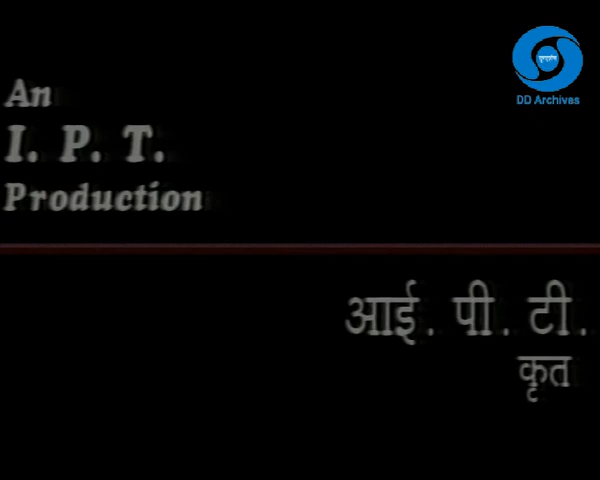 DD Archives
An
I. P. T.
Production
आई. पी. टी.
कृत